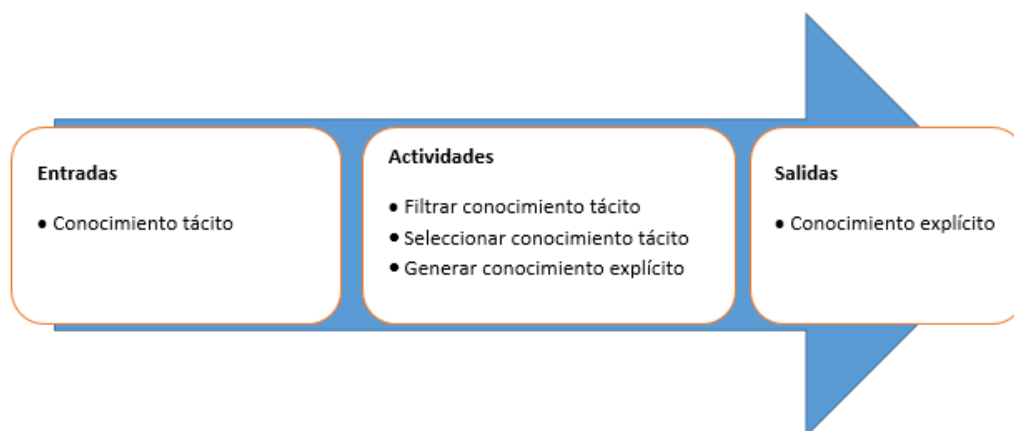 Entradas
• Conocimiento tácito
Actividades
• Filtrar conocimiento tácito
• Seleccionar conocimiento tácito
• Generar conocimiento explícito
Salidas
• Conocimiento explícito